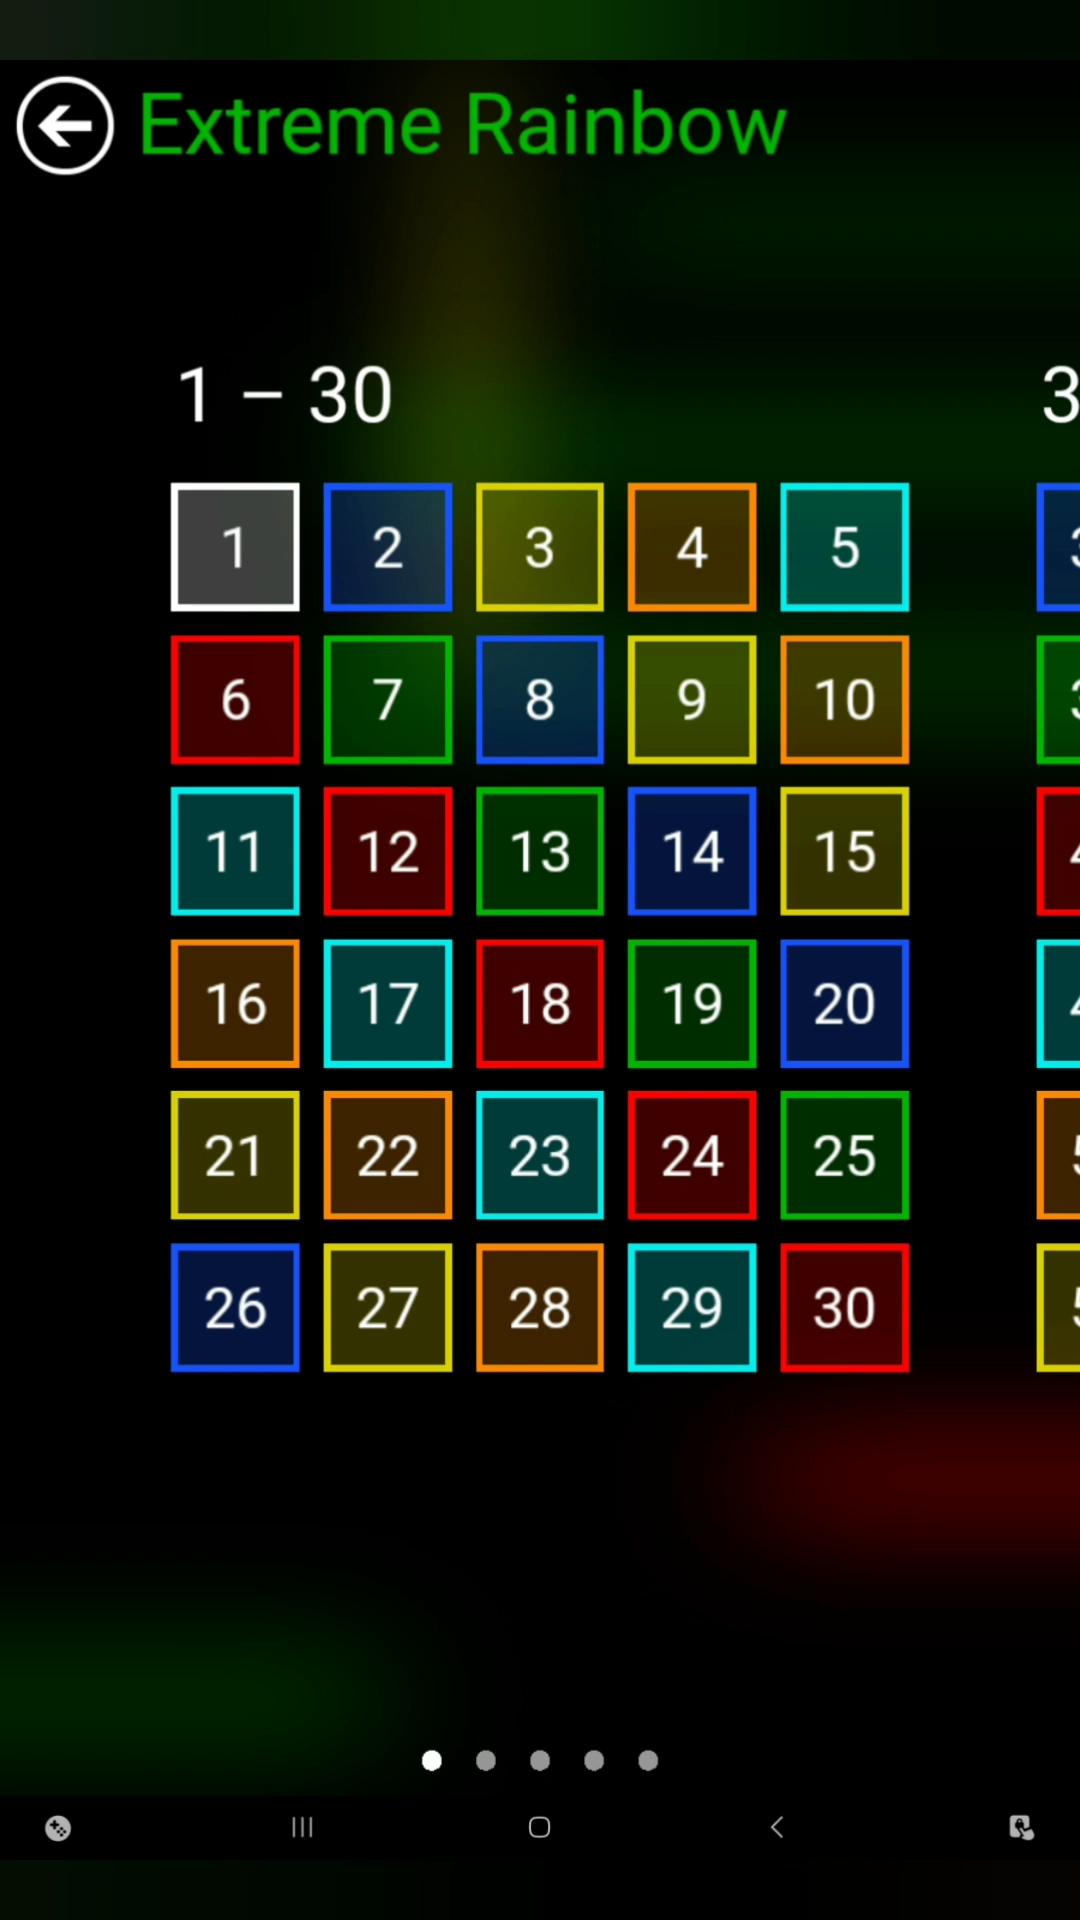 Extreme Rainbow
1 – 30
3
1 2 3 4 5
6 7 8 9 10
11 12 13 14 15
16 17 18 19 20
21 22 23 24 25
26 27 28 29 30